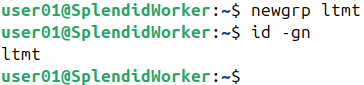 user01@SplendidWorker:~$ newgrp ltmt
user01@SplendidWorker:~$ id -gn
ltmt
user01@SplendidWorker:~$